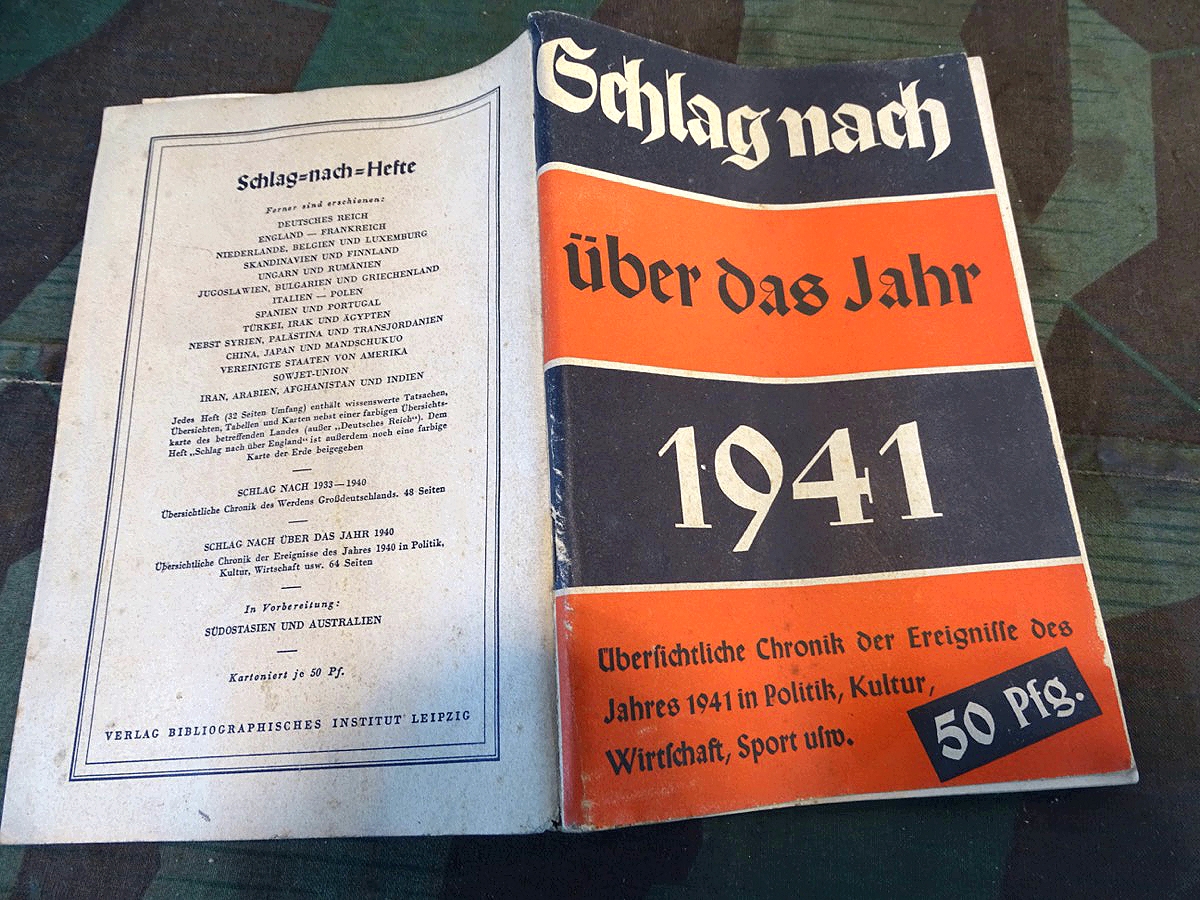 Schlag=nach=Hefte
Ferner sind erschienen:
DEUTSCHES REICH
ENGLAND — FRANKREICH
NIEDERLANDE, BELGIEN UND LUXEMBURG
SKANDINAVIEN UND FINNLAND
UNGARN UND RUMÄNIEN
JUGOSLAWIEN, BULGARIEN UND GRIECHENLAND
ITALIEN — POLEN
SPANIEN UND PORTUGAL
TÜRKEI, IRAK UND ÄGYPTEN
NEBST SYRIEN, PALÄSTINA UND TRANSJORDANIEN
CHINA, JAPAN UND MANDSCHUKUO
VEREINIGTE STAATEN VON AMERIKA
SOWJET-UNION
IRAN, ARABIEN, AFGHANISTAN UND INDIEN
Jedes Heft (32 Seiten Umfang) enthält wissenswerte Tatsachen,
Übersichten, Tabellen und Karten nebst einer farbigen Übersichts-
karte des betreffenden Landes (außer „Deutsches Reich“). Dem
Heft „Schlag nach über England“ ist außerdem noch eine farbige
Karte der Erde beigegeben
SCHLAG NACH 1933—1940
Übersichtliche Chronik des Werdens Großdeutschlands. 48 Seiten
SCHLAG NACH ÜBER DAS JAHR 1940
Übersichtliche Chronik der Ereignisse des Jahres 1940 in Politik,
Kultur, Wirtschaft usw. 64 Seiten
In Vorbereitung:
SÜDOSTASIEN UND AUSTRALIEN
Kartoniert je 50 Pf.
VERLAG BIBLIOGRAPHISCHES INSTITUT LEIPZIG
Schlag nach
über das Jahr
1941
Überſichtliche Chronik der Ereigniſſe des
Jahres 1941 in Politik, Kultur,
Wirtſchaft, Sport uſw.
50 Pfg.